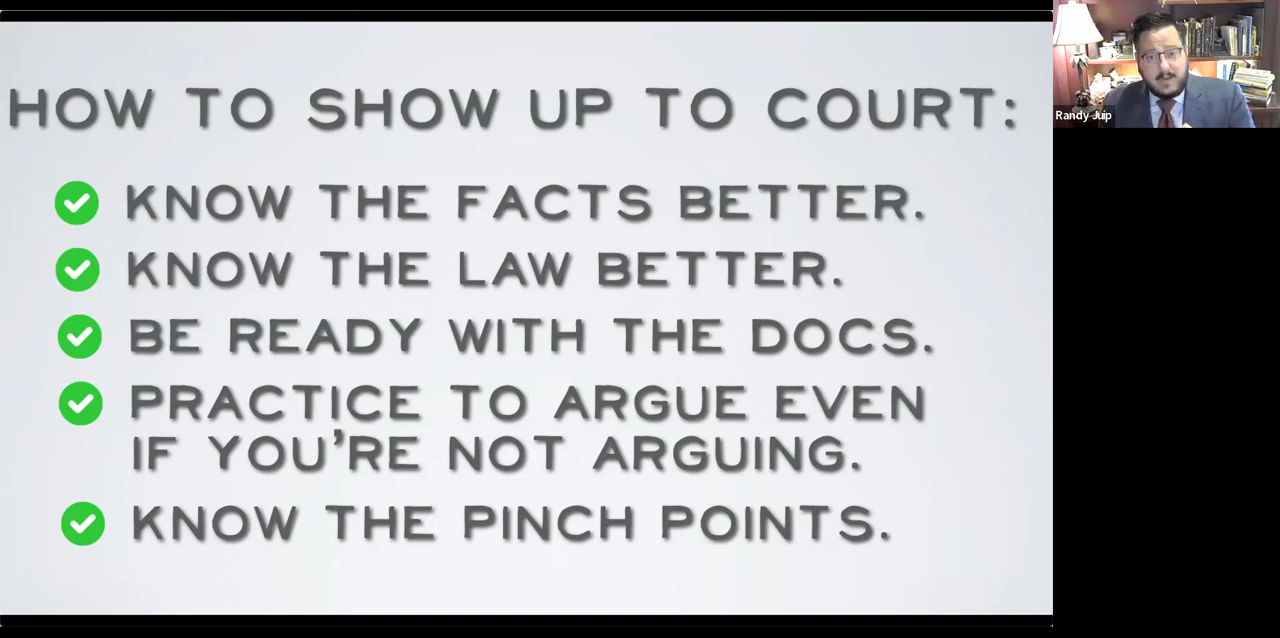 HOW TO SHOW UP TO COURT:
KNOW THE FACTS BETTER.
KNOW THE LAW BETTER.
BE READY WITH THE DOCS.
PRACTICE TO ARGUE EVEN
IF YOU'RE NOT ARGUING.
KNOW THE PINCH POINTS.
Randy Juip